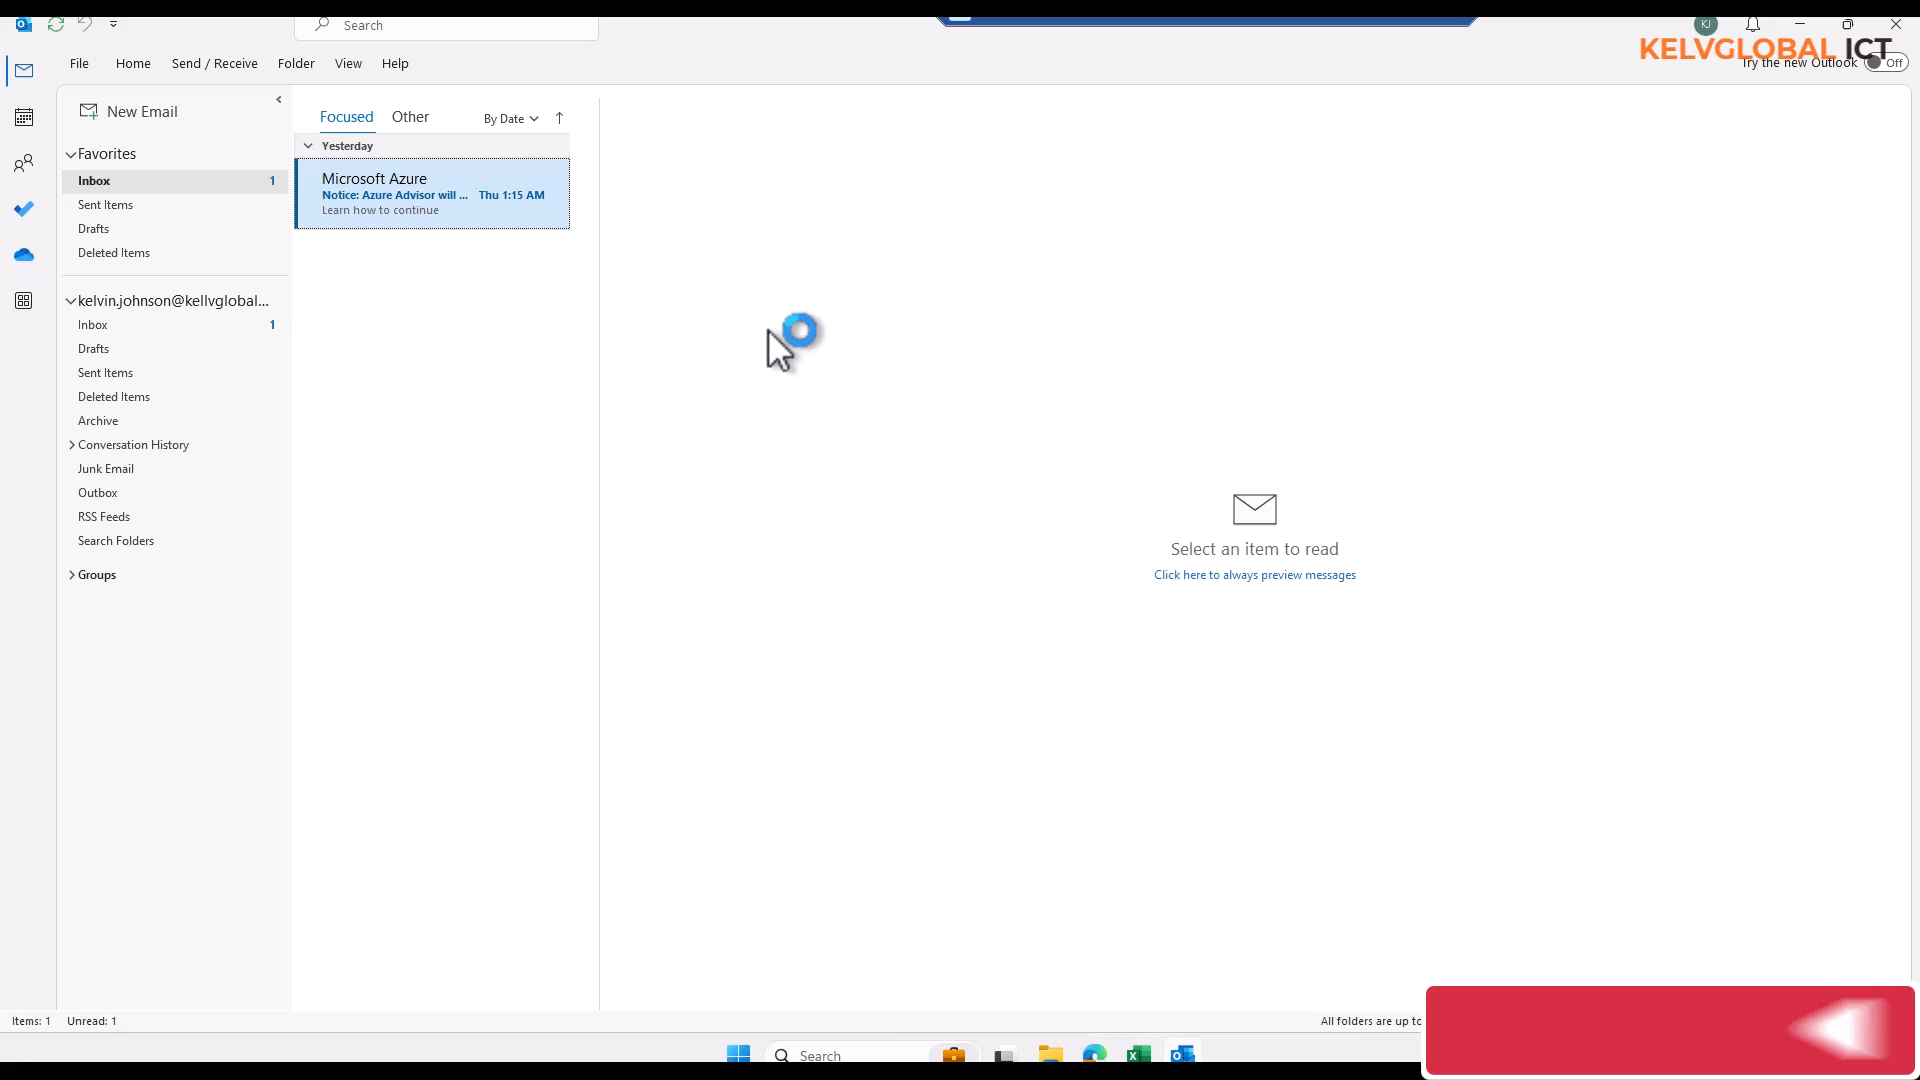 Search
KJ
KELVGLOBAL ICT
File Home Send / Receive Folder View Help
Try the new Outlook Off
New Email
Focused Other By Date
Favorites
Yesterday
Inbox 1
Microsoft Azure
Notice: Azure Advisor will ... Thu 1:15 AM
Learn how to continue
Sent Items
Drafts
Deleted Items
kelvin.johnson@kellvglobal...
Inbox 1
Drafts
Sent Items
Deleted Items
Archive
Conversation History
Junk Email
Outbox
RSS Feeds
Search Folders
Groups
Select an item to read
Click here to always preview messages
Items: 1 Unread: 1
All folders are up to
Search